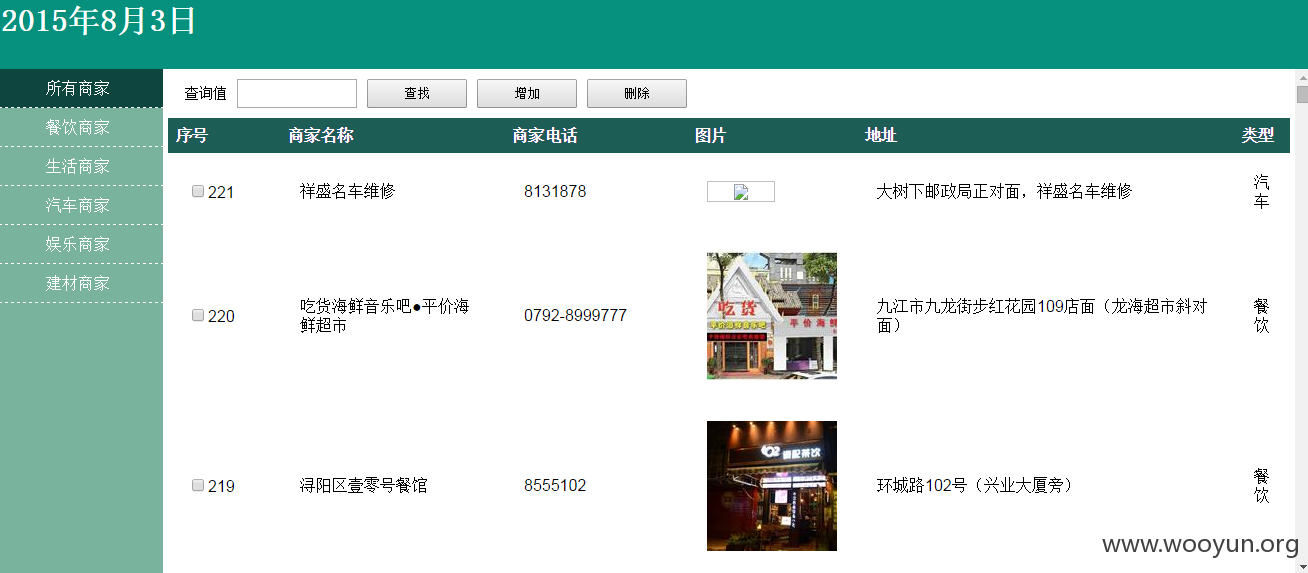 2015年8月3日
所有商家
餐饮商家
生活商家
汽车商家
娱乐商家
建材商家
查询值 查找 增加 删除
序号 商家名称 商家电话 图片 地址 类型
221 祥盛名车维修 8131878 大树下邮政局正对面，祥盛名车维修 汽
车
220 吃货海鲜音乐吧●平价海
鲜超市 0792-8999777 九江市九龙街步红花园109店面（龙海超市斜对
面） 餐
饮
吃货
平价海鲜音乐吧
平价海鲜
219 浔阳区壹零号餐馆 8555102 环城路102号（兴业大厦旁） 餐
饮
www.wooyun.org